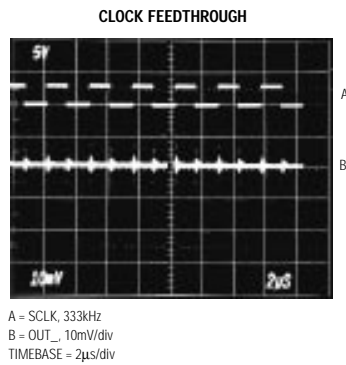 CLOCK FEEDTHROUGH
5V
A
B
10mV
2µS
A = SCLK, 333kHz
B = OUT_, 10mV/div
TIMEBASE = 2µs/div